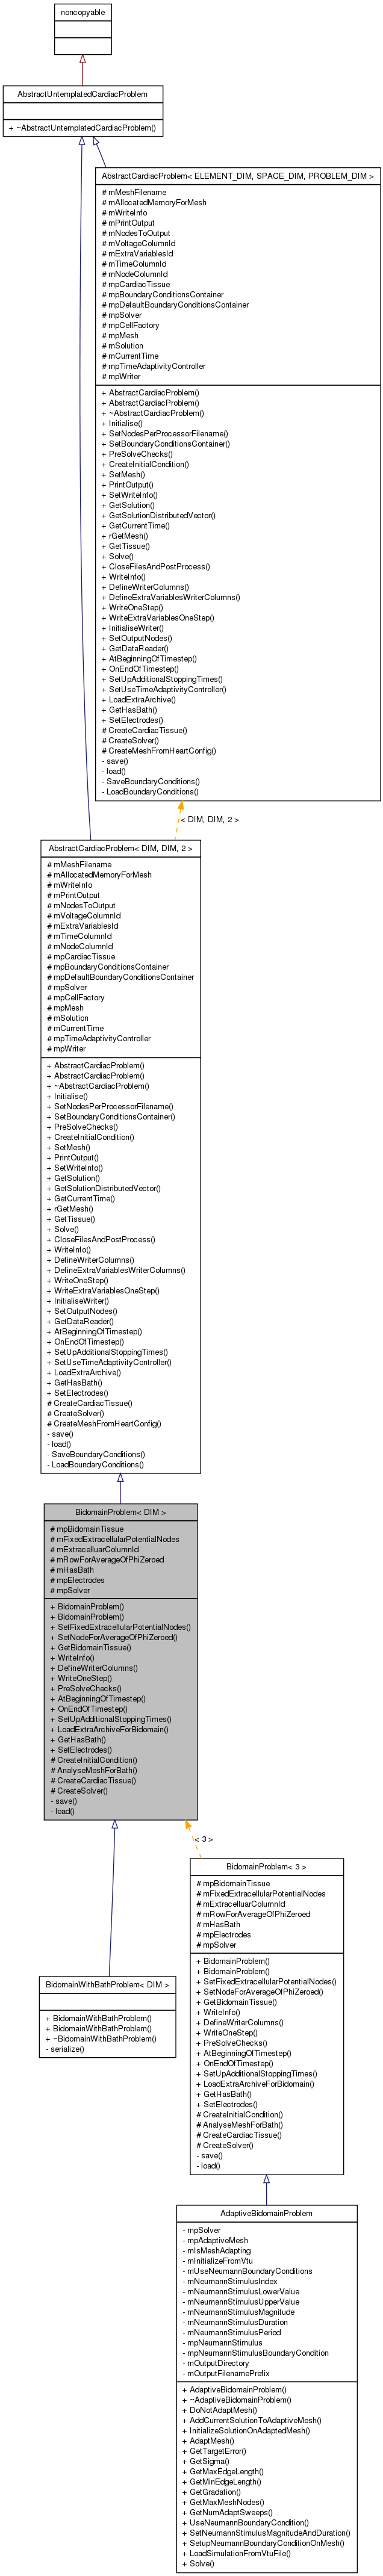 noncopyable
AbstractUntemplatedCardiacProblem
+ ~AbstractUntemplatedCardiacProblem()
AbstractCardiacProblem< ELEMENT_DIM, SPACE_DIM, PROBLEM_DIM >
# mMeshFilename
# mAllocatedMemoryForMesh
# mWriteInfo
# mPrintOutput
# mNodesToOutput
# mVoltageColumnId
# mExtraVariablesId
# mTimeColumnId
# mNodeColumnId
# mpCardiacTissue
# mpBoundaryConditionsContainer
# mpDefaultBoundaryConditionsContainer
# mpSolver
# mpCellFactory
# mpMesh
# mSolution
# mCurrentTime
# mpTimeAdaptivityController
# mpWriter
+ AbstractCardiacProblem()
+ AbstractCardiacProblem()
+ ~AbstractCardiacProblem()
+ Initialise()
+ SetNodesPerProcessorFilename()
+ SetBoundaryConditionsContainer()
+ PreSolveChecks()
+ CreateInitialCondition()
+ SetMesh()
+ PrintOutput()
+ SetWriteInfo()
+ GetSolution()
+ GetSolutionDistributedVector()
+ GetCurrentTime()
+ rGetMesh()
+ GetTissue()
+ Solve()
+ CloseFilesAndPostProcess()
+ WriteInfo()
+ DefineWriterColumns()
+ DefineExtraVariablesWriterColumns()
+ WriteOneStep()
+ WriteExtraVariablesOneStep()
+ InitialiseWriter()
+ SetOutputNodes()
+ GetDataReader()
+ AtBeginningOfTimestep()
+ OnEndOfTimestep()
+ SetUpAdditionalStoppingTimes()
+ SetUseTimeAdaptivityController()
+ LoadExtraArchive()
+ GetHasBath()
+ SetElectrodes()
# CreateCardiacTissue()
# CreateSolver()
# CreateMeshFromHeartConfig()
- save()
- load()
- SaveBoundaryConditions()
- LoadBoundaryConditions()
< DIM, DIM, 2 >
AbstractCardiacProblem< DIM, DIM, 2 >
# mMeshFilename
# mAllocatedMemoryForMesh
# mWriteInfo
# mPrintOutput
# mNodesToOutput
# mVoltageColumnId
# mExtraVariablesId
# mTimeColumnId
# mNodeColumnId
# mpCardiacTissue
# mpBoundaryConditionsContainer
# mpDefaultBoundaryConditionsContainer
# mpSolver
# mpCellFactory
# mpMesh
# mSolution
# mCurrentTime
# mpTimeAdaptivityController
# mpWriter
+ AbstractCardiacProblem()
+ AbstractCardiacProblem()
+ ~AbstractCardiacProblem()
+ Initialise()
+ SetNodesPerProcessorFilename()
+ SetBoundaryConditionsContainer()
+ PreSolveChecks()
+ CreateInitialCondition()
+ SetMesh()
+ PrintOutput()
+ SetWriteInfo()
+ GetSolution()
+ GetSolutionDistributedVector()
+ GetCurrentTime()
+ rGetMesh()
+ GetTissue()
+ Solve()
+ CloseFilesAndPostProcess()
+ WriteInfo()
+ DefineWriterColumns()
+ DefineExtraVariablesWriterColumns()
+ WriteOneStep()
+ WriteExtraVariablesOneStep()
+ InitialiseWriter()
+ SetOutputNodes()
+ GetDataReader()
+ AtBeginningOfTimestep()
+ OnEndOfTimestep()
+ SetUpAdditionalStoppingTimes()
+ SetUseTimeAdaptivityController()
+ LoadExtraArchive()
+ GetHasBath()
+ SetElectrodes()
# CreateCardiacTissue()
# CreateSolver()
# CreateMeshFromHeartConfig()
- save()
- load()
- SaveBoundaryConditions()
- LoadBoundaryConditions()
BidomainProblem< DIM >
# mpBidomainTissue
# mFixedExtracellularPotentialNodes
# mExtracelluarColumnId
# mRowForAverageOfPhiZeroed
# mHasBath
# mpElectrodes
# mpSolver
+ BidomainProblem()
+ BidomainProblem()
+ SetFixedExtracellularPotentialNodes()
+ SetNodeForAverageOfPhiZeroed()
+ GetBidomainTissue()
+ WriteInfo()
+ DefineWriterColumns()
+ WriteOneStep()
+ PreSolveChecks()
+ AtBeginningOfTimestep()
+ OnEndOfTimestep()
+ SetUpAdditionalStoppingTimes()
+ LoadExtraArchiveForBidomain()
+ GetHasBath()
+ SetElectrodes()
# CreateInitialCondition()
# AnalyseMeshForBath()
# CreateCardiacTissue()
# CreateSolver()
- save()
- load()
< 3 >
BidomainProblem< 3 >
# mpBidomainTissue
# mFixedExtracellularPotentialNodes
# mExtracelluarColumnId
# mRowForAverageOfPhiZeroed
# mHasBath
# mpElectrodes
# mpSolver
+ BidomainProblem()
+ BidomainProblem()
+ SetFixedExtracellularPotentialNodes()
+ SetNodeForAverageOfPhiZeroed()
+ GetBidomainTissue()
+ WriteInfo()
+ DefineWriterColumns()
+ WriteOneStep()
+ PreSolveChecks()
+ AtBeginningOfTimestep()
+ OnEndOfTimestep()
+ SetUpAdditionalStoppingTimes()
+ LoadExtraArchiveForBidomain()
+ GetHasBath()
+ SetElectrodes()
# CreateInitialCondition()
# AnalyseMeshForBath()
# CreateCardiacTissue()
# CreateSolver()
- save()
- load()
BidomainWithBathProblem< DIM >
+ BidomainWithBathProblem()
+ BidomainWithBathProblem()
+ ~BidomainWithBathProblem()
- serialize()
AdaptiveBidomainProblem
- mpSolver
- mpAdaptiveMesh
- mIsMeshAdapting
- mInitializeFromVtu
- mUseNeumannBoundaryConditions
- mNeumannStimulusIndex
- mNeumannStimulusLowerValue
- mNeumannStimulusUpperValue
- mNeumannStimulusMagnitude
- mNeumannStimulusDuration
- mNeumannStimulusPeriod
- mpNeumannStimulus
- mpNeumannStimulusBoundaryCondition
- mOutputDirectory
- mOutputFilenamePrefix
+ AdaptiveBidomainProblem()
+ ~AdaptiveBidomainProblem()
+ DoNotAdaptMesh()
+ AddCurrentSolutionToAdaptiveMesh()
+ InitializeSolutionOnAdaptedMesh()
+ AdaptMesh()
+ GetTargetError()
+ GetSigma()
+ GetMaxEdgeLength()
+ GetMinEdgeLength()
+ GetGradation()
+ GetMaxMeshNodes()
+ GetNumAdaptSweeps()
+ UseNeumannBoundaryCondition()
+ SetNeumannStimulusMagnitudeAndDuration()
+ SetupNeumannBoundaryConditionOnMesh()
+ LoadSimulationFromVtuFile()
+ Solve()